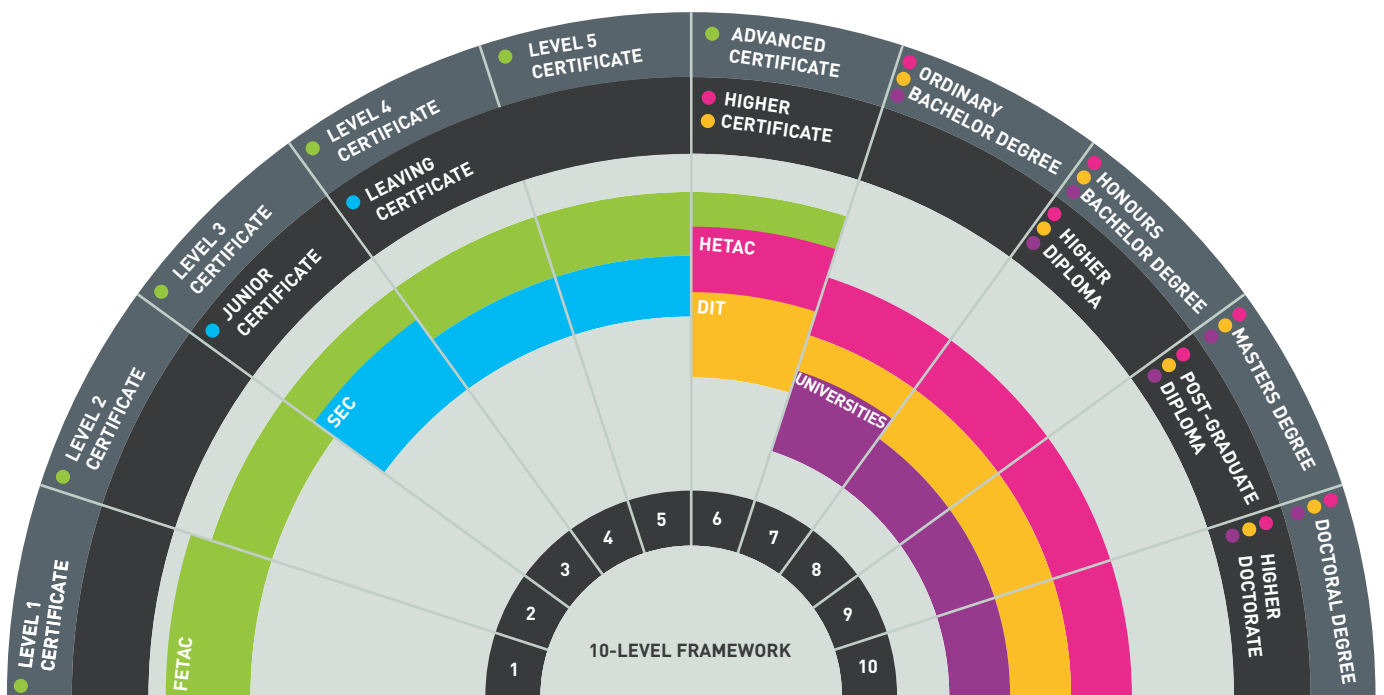 LEVEL 1
CERTIFICATE
LEVEL 2
CERTIFICATE
LEVEL 3
CERTIFICATE
LEVEL 4
CERTIFICATE
LEVEL 5
CERTIFICATE
ADVANCED
CERTIFICATE
ORDINARY
BACHELOR DEGREE
HONOURS
BACHELOR DEGREE
MASTERS DEGREE
DOCTORAL DEGREE
JUNIOR
CERTIFICATE
LEAVING
CERTFICATE
HIGHER
CERTIFICATE
HIGHER
DIPLOMA
POST-GRADUATE
DIPLOMA
HIGHER
DOCTORATE
FETAC
SEC
HETAC
DIT
UNIVERSITIES
1
2
3
4
5
6
7
8
9
10
10-LEVEL FRAMEWORK